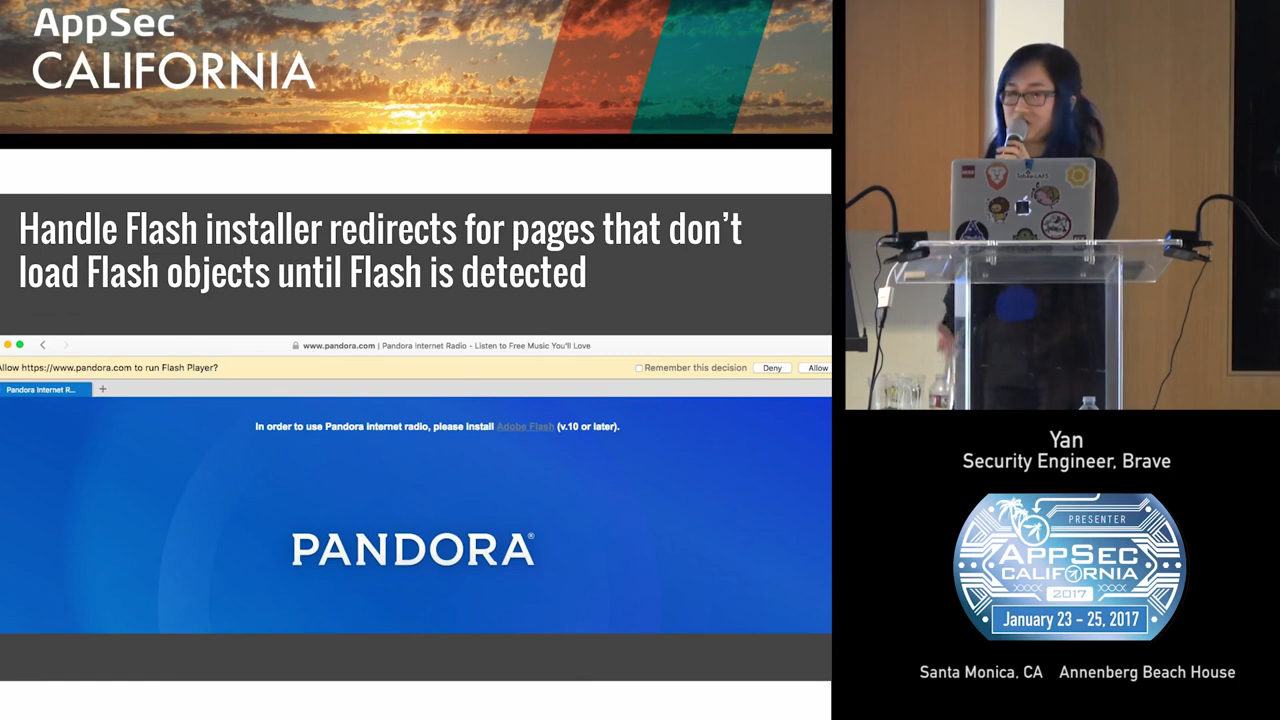 AppSec
CALIFORNIA
Handle Flash installer redirects for pages that don't
load Flash objects until Flash is detected
www.pandora.com | Pandora Internet Radio - Listen to Free Music You'll Love
Allow https://www.pandora.com to run Flash Player?
Remember this decision
Deny
Allow
Pandora Internet R...
In order to use Pandora internet radio, please install Adobe Flash (v.10 or later).
PANDORA®
Yan
Security Engineer, Brave
PRESENTER
APPSEC
CALIFORNIA
2017
January 23 - 25, 2017
Santa Monica, CA Annenberg Beach House